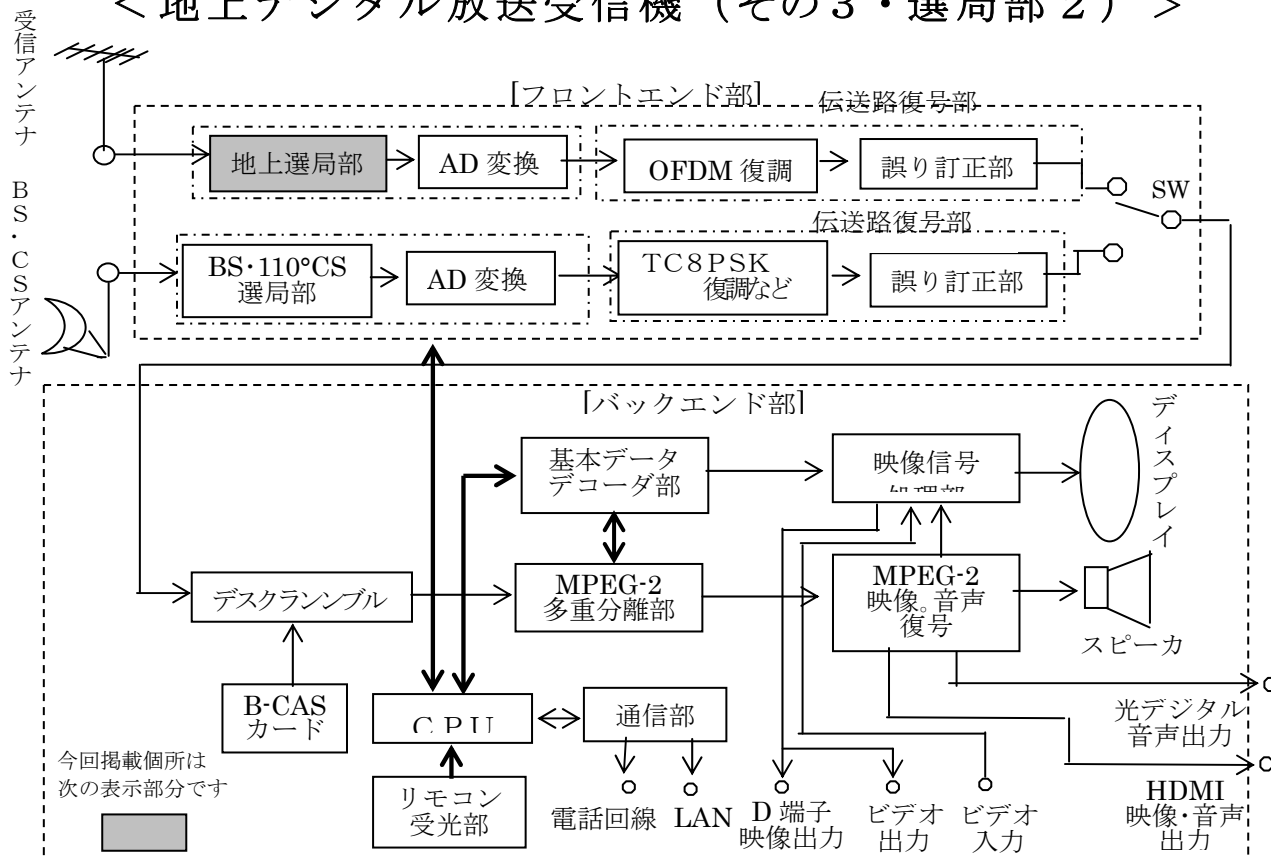 ＜地上デジタル放送受信機（その３・選局部２）＞
受信アンテナ
[フロントエンド部]
伝送路復号部
地上選局部
AD 変換
OFDM 復調
誤り訂正部
SW
BS・CSアンテナ
伝送路復号部
BS・110°CS
選局部
AD 変換
TC8PSK
復調など
誤り訂正部
[バックエンド部]
ディスプレイ
基本データ
デコーダ部
映像信号
処理部
デスクランンブル
MPEG-2
多重分離部
MPEG-2
映像。音声
復号
スピーカ
B-CAS
カード
ＣＰＵ
通信部
光デジタル
音声出力
今回掲載個所は
次の表示部分です
リモコン
受光部
電話回線
LAN
D 端子
映像出力
ビデオ
出力
ビデオ
入力
HDMI
映像・音声
出力